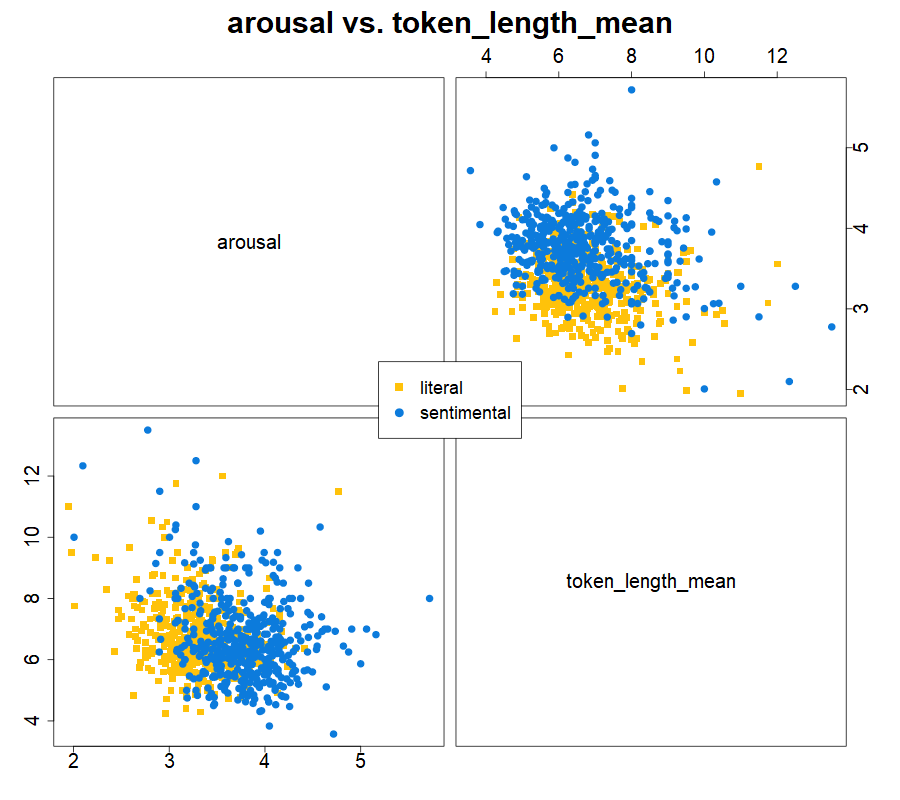 arousal vs. token_length_mean
4 6 8 10 12
arousal
5
4
3
2
literal
sentimental
12
10
8
6
4
token_length_mean
2 3 4 5